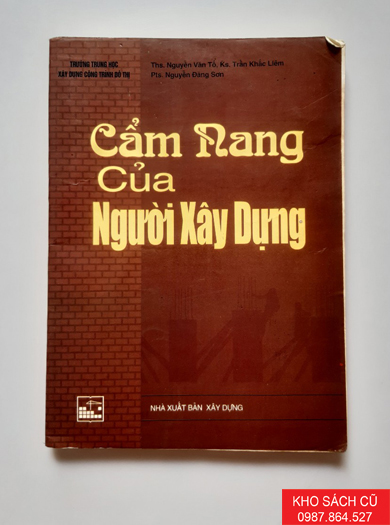 TRƯỜNG TRUNG HỌC
XÂY DỰNG CÔNG TRÌNH ĐÔ THỊ
Ths. Nguyễn Văn Tố, Ks. Trần Khắc Liêm
Pts. Nguyễn Đăng Sơn
Cẩm Nang
Của
Người Xây Dựng
NHÀ XUẤT BẢN XÂY DỰNG
KHO SÁCH CŨ
0987.864.527